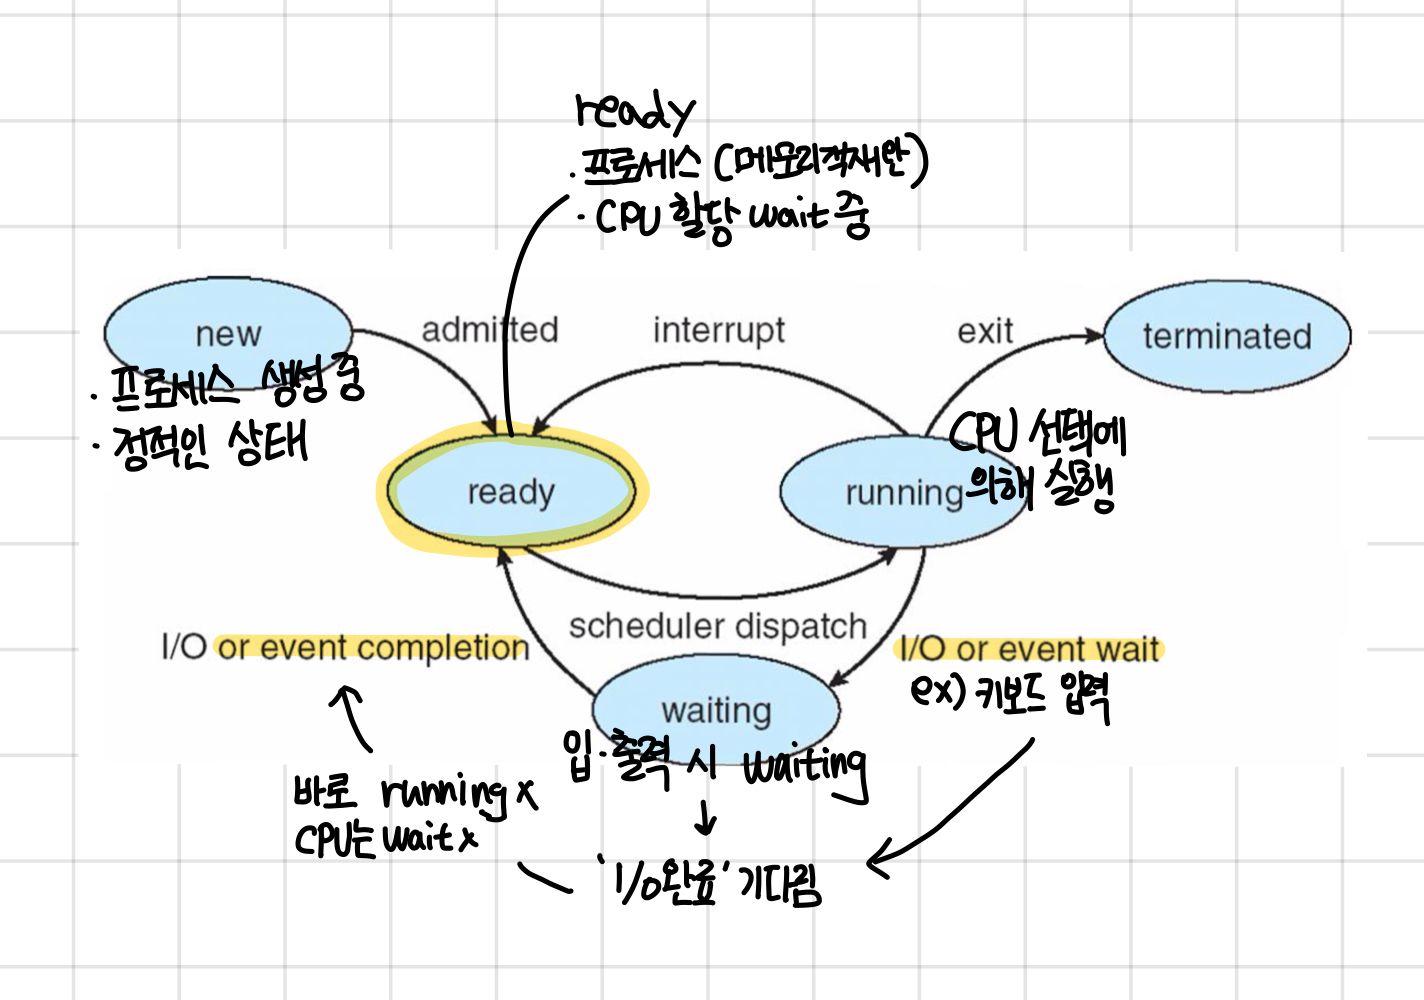 ready
· 프로세스 (메모리적재완)
· CPU 할당 wait 중
new
admitted
interrupt
exit
terminated
· 프로세스 생성 중
· 정적인 상태
ready
running
CPU 선택에
의해 실행
scheduler dispatch
I/O or event completion
I/O or event wait
ex) 키보드 입력
waiting
입·출력 시 waiting
바로 running x
CPU는 wait x
'I/O완료' 기다림